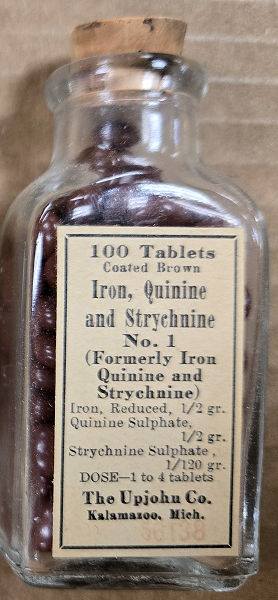 100 Tablets
Coated Brown
Iron, Quinine
and Strychnine
No. 1
(Formerly Iron
Quinine and
Strychnine)
Iron, Reduced, 1/2 gr.
Quinine Sulphate,
1/2 gr.
Strychnine Sulphate,
1/120 gr.
DOSE—1 to 4 tablets
The Upjohn Co.
Kalamazoo, Mich.